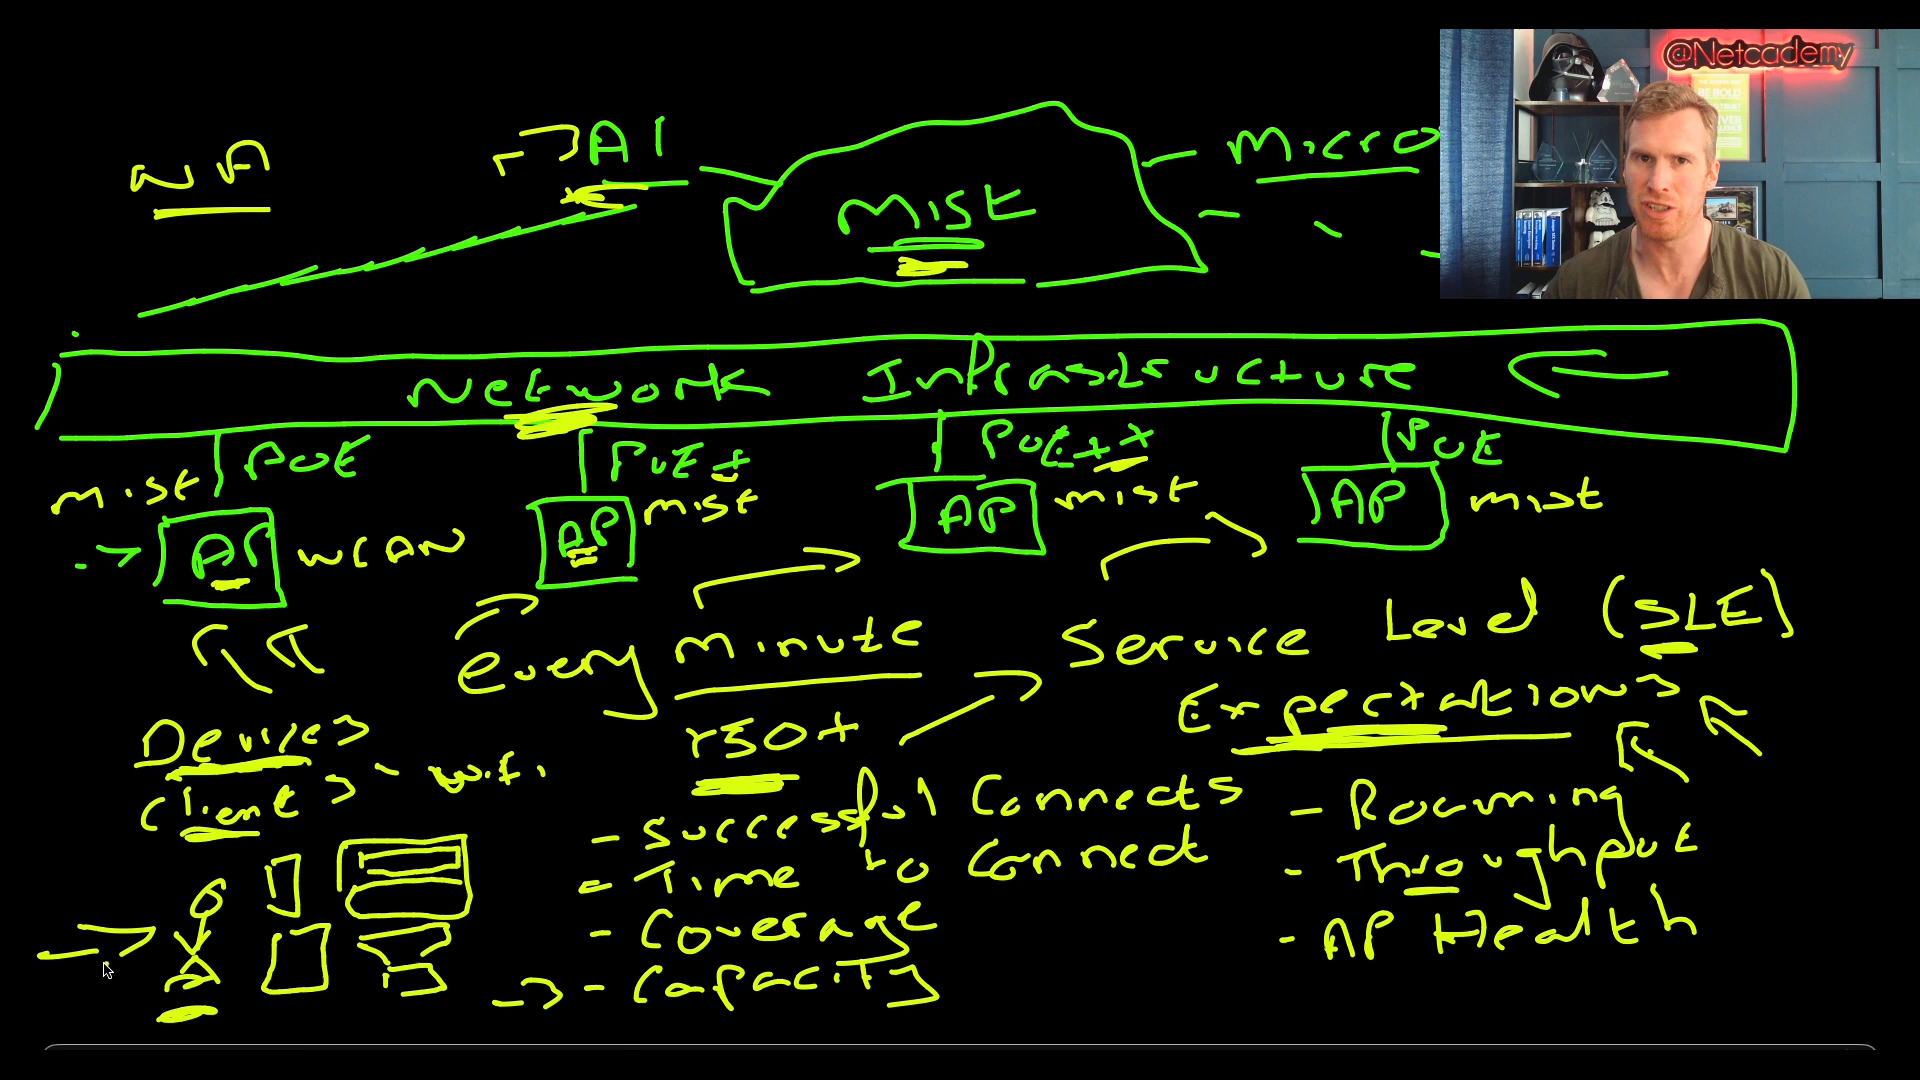 @Netcademy
BE BOLD
WA
AI
Mist
Micro
Network Infrastructure
POE
POE+
POE++
POE
Mist
AP
WLAN
AP
Mist
AP
Mist
AP
Mist
every minute
150+
Service Level (SLE)
Expectations
Devices
Clients - Wifi
- Successful Connects
- Time to Connect
- Coverage
- Capacity
- Roaming
- Throughput
- AP Health